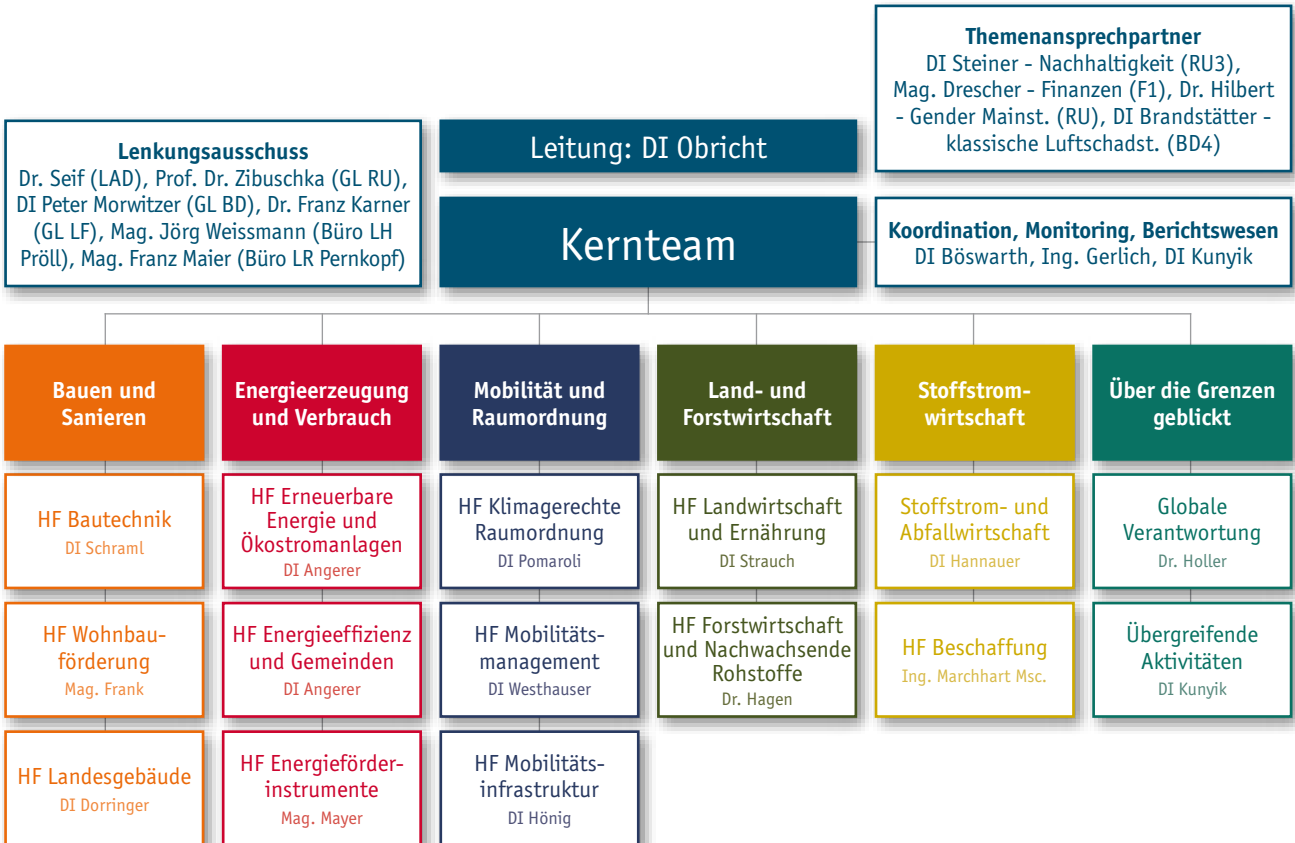 Themenansprechpartner
DI Steiner - Nachhaltigkeit (RU3),
Mag. Drescher - Finanzen (F1), Dr. Hilbert
- Gender Mainst. (RU), DI Brandstätter -
klassische Luftschadst. (BD4)
Lenkungsausschuss
Dr. Seif (LAD), Prof. Dr. Zibuschka (GL RU),
DI Peter Morwitzer (GL BD), Dr. Franz Karner
(GL LF), Mag. Jörg Weissmann (Büro LH
Pröll), Mag. Franz Maier (Büro LR Pernkopf)
Leitung: DI Obricht
Kernteam
Koordination, Monitoring, Berichtswesen
DI Böswarth, Ing. Gerlich, DI Kunyik
Bauen und
Sanieren
HF Bautechnik
DI Schraml
HF Wohnbau-
förderung
Mag. Frank
HF Landesgebäude
DI Dorringer
Energieerzeugung
und Verbrauch
HF Erneuerbare
Energie und
Ökostromanlagen
DI Angerer
HF Energieeffizienz
und Gemeinden
DI Angerer
HF Energieförder-
instrumente
Mag. Mayer
Mobilität und
Raumordnung
HF Klimagerechte
Raumordnung
DI Pomaroli
HF Mobilitäts-
management
DI Westhauser
HF Mobilitäts-
infrastruktur
DI Hönig
Land- und
Forstwirtschaft
HF Landwirtschaft
und Ernährung
DI Strauch
HF Forstwirtschaft
und Nachwachsende
Rohstoffe
Dr. Hagen
Stoffstrom-
wirtschaft
Stoffstrom- und
Abfallwirtschaft
DI Hannauer
HF Beschaffung
Ing. Marchhart Msc.
Über die Grenzen
geblickt
Globale
Verantwortung
Dr. Holler
Übergreifende
Aktivitäten
DI Kunyik